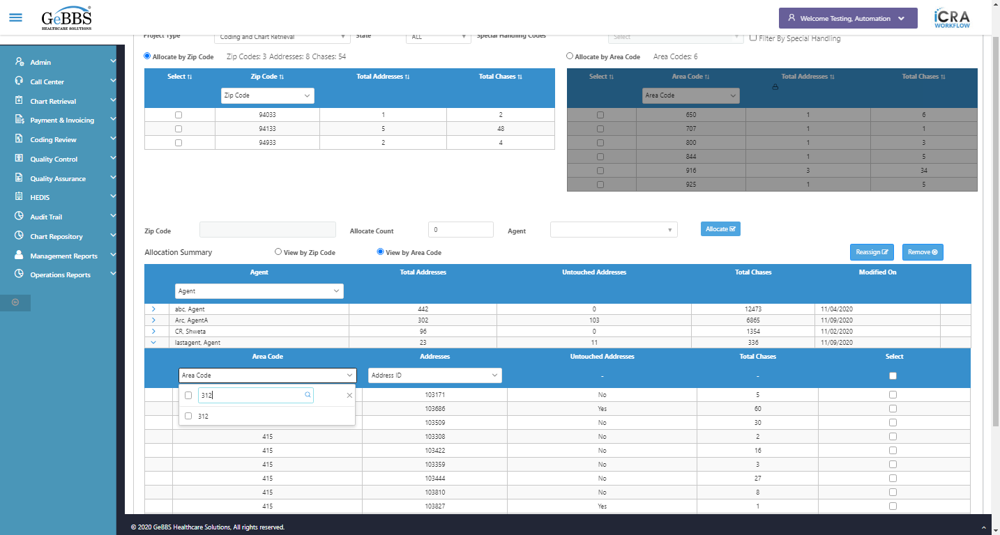 GeBBS
HEALTHCARE SOLUTIONS
Welcome Testing, Automation
iCRA
WORKFLOW
Project Type Coding and Chart Retrieval State ALL Special Handling Codes Select Filter By Special Handling
Admin
Call Center
Chart Retrieval
Payment & Invoicing
Coding Review
Quality Control
Quality Assurance
HEDIS
Audit Trail
Chart Repository
Management Reports
Operations Reports
Allocate by Zip Code Zip Codes: 3 Addresses: 8 Chases: 54
Select Zip Code Total Addresses Total Chases
Zip Code
94033 1 2
94133 5 48
94933 2 4
Allocate by Area Code Area Codes: 6
Select Area Code Total Addresses Total Chases
Area Code
650 1 6
707 1 1
800 1 3
844 1 5
916 3 34
925 1 5
Zip Code Allocate Count 0 Agent Allocate
Allocation Summary View by Zip Code View by Area Code Reassign Remove
Agent Total Addresses Untouched Addresses Total Chases Modified On
Agent
abc, Agent 442 0 12473 11/04/2020
Arc, AgentA 302 103 6865 11/09/2020
CR, Shweta 96 0 1354 11/02/2020
lastagent, Agent 23 11 336 11/09/2020
Area Code Addresses Untouched Addresses Total Chases Select
Area Code Address ID - -
312
312
103171 No 5
103686 Yes 60
103509 No 30
415 103308 No 2
415 103422 No 16
415 103359 No 3
415 103444 No 27
415 103810 No 8
415 103827 Yes 1
© 2020 GeBBS Healthcare Solutions, All rights reserved.